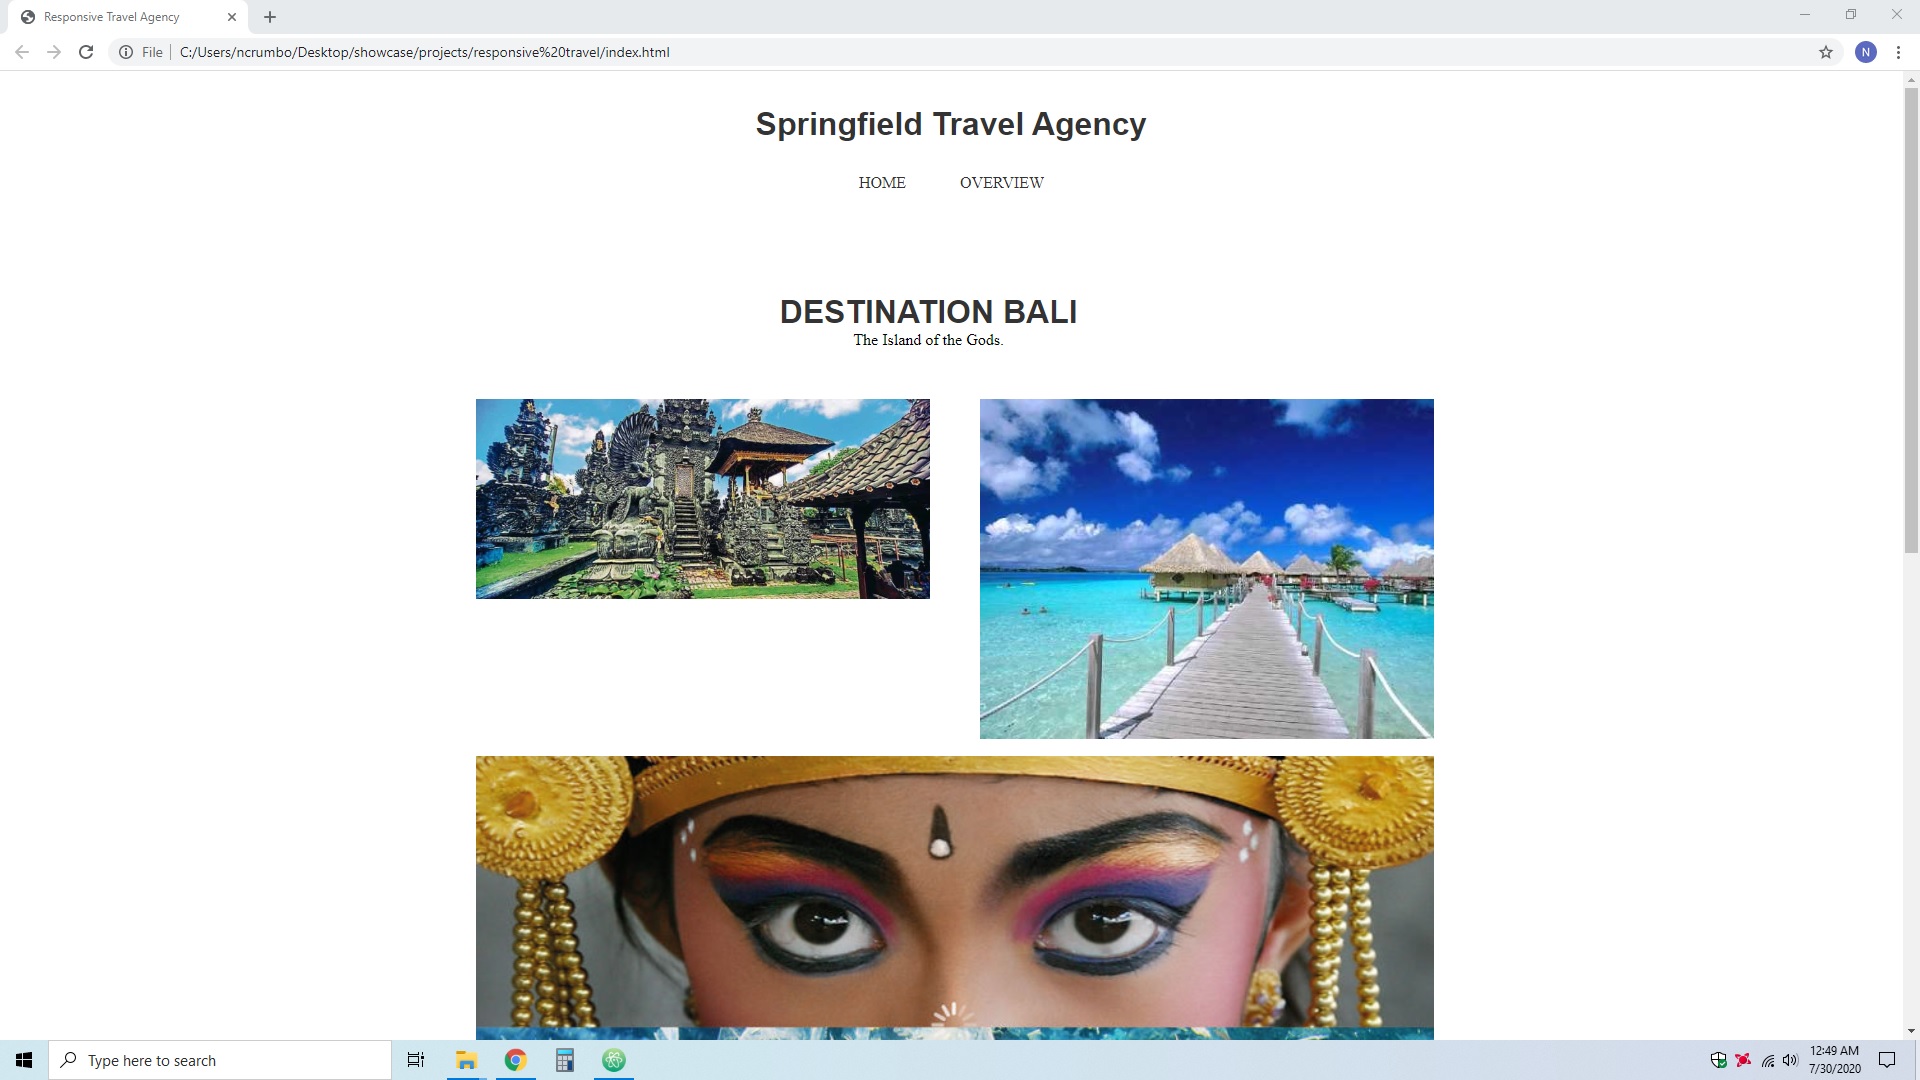 Responsive Travel Agency
File
C:/Users/ncrumbo/Desktop/showcase/projects/responsive%20travel/index.html
N
Springfield Travel Agency
HOME
OVERVIEW
DESTINATION BALI
The Island of the Gods.
Type here to search
12:49 AM
7/30/2020